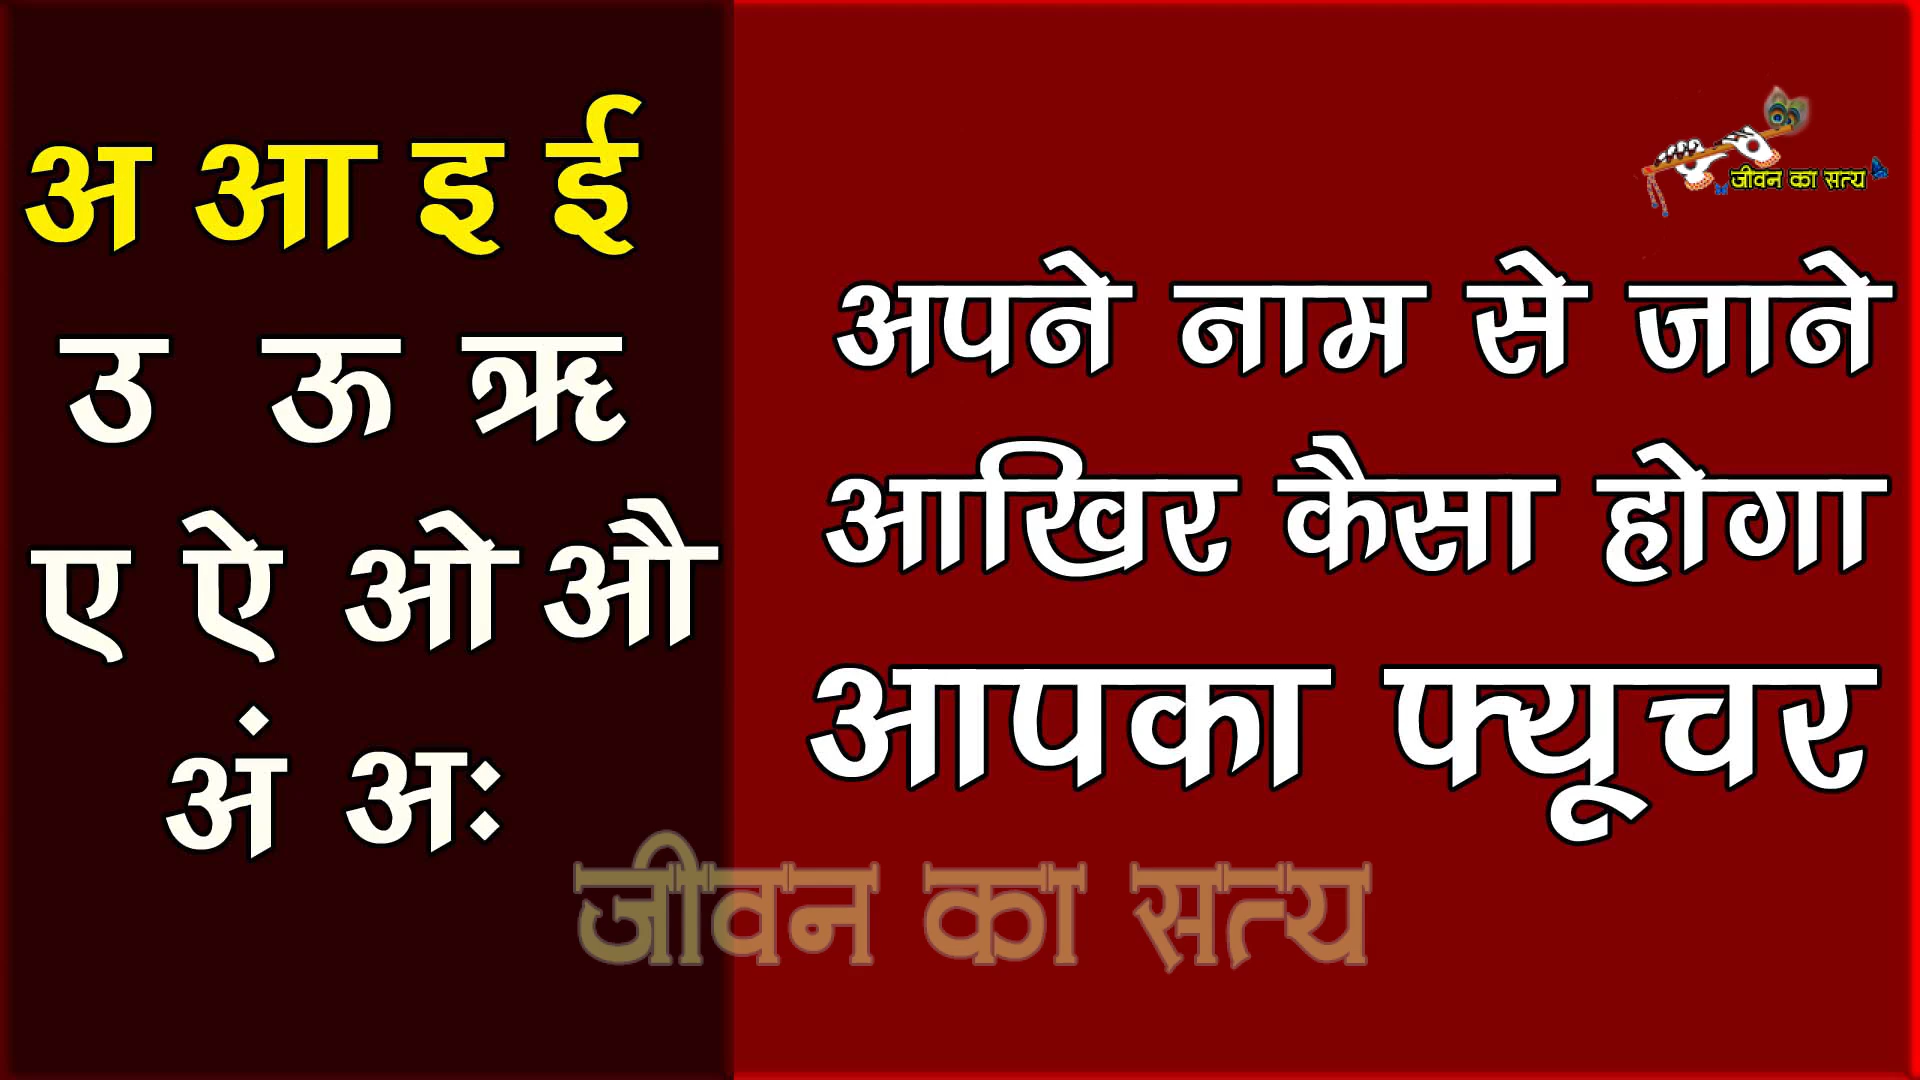 अ आ इ ई
उ ऊ ऋ
ए ऐ ओ औ
अं अः
जीवन का सत्य
अपने नाम से जाने
आखिर कैसा होगा
आपका फ्यूचर
जीवन का सत्य